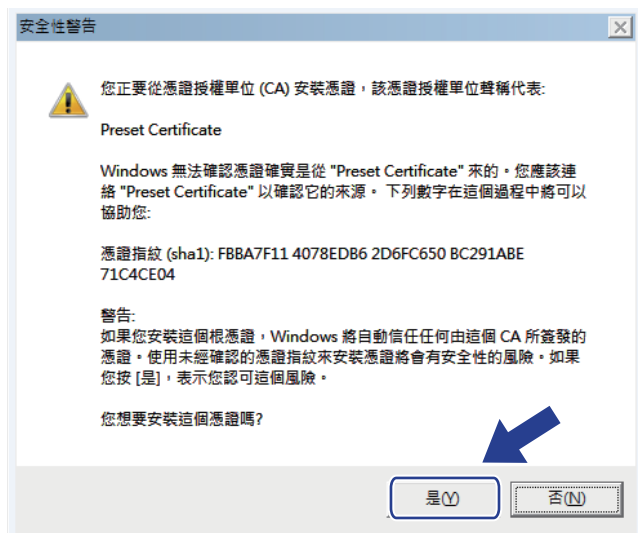 安全性警告
您正要從憑證授權單位 (CA) 安裝憑證，該憑證授權單位聲稱代表:
Preset Certificate
Windows 無法確認憑證確實是從 "Preset Certificate" 來的。您應該連
絡 "Preset Certificate" 以確認它的來源。 下列數字在這個過程中將可以
協助您:
憑證指紋 (sha1): FBBA7F11 4078EDB6 2D6FC650 BC291ABE
71C4CE04
警告:
如果您安裝這個根憑證，Windows 將自動信任任何由這個 CA 所簽發的
憑證。使用未經確認的憑證指紋來安裝憑證將會有安全性的風險。如果
您按 [是]，表示您認可這個風險。
您想要安裝這個憑證嗎?
是(Y) 否(N)